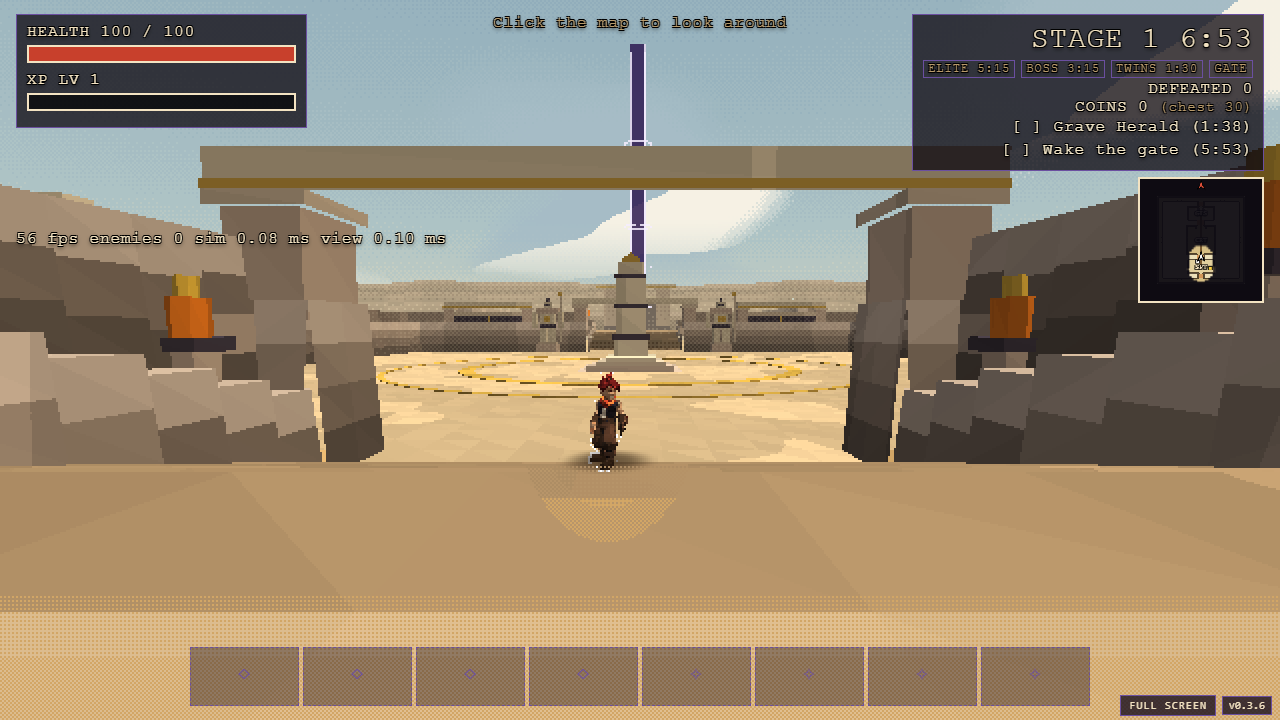 HEALTH 100 / 100
XP LV 1
Click the map to look around
STAGE 1 6:53
ELITE 5:15 BOSS 3:15 TWINS 1:30 GATE
DEFEATED 0
COINS 0 (chest 30)
[ ] Grave Herald (1:38)
[ ] Wake the gate (5:53)
56 fps enemies 0 sim 0.08 ms view 0.10 ms
FULL SCREEN
v0.3.6